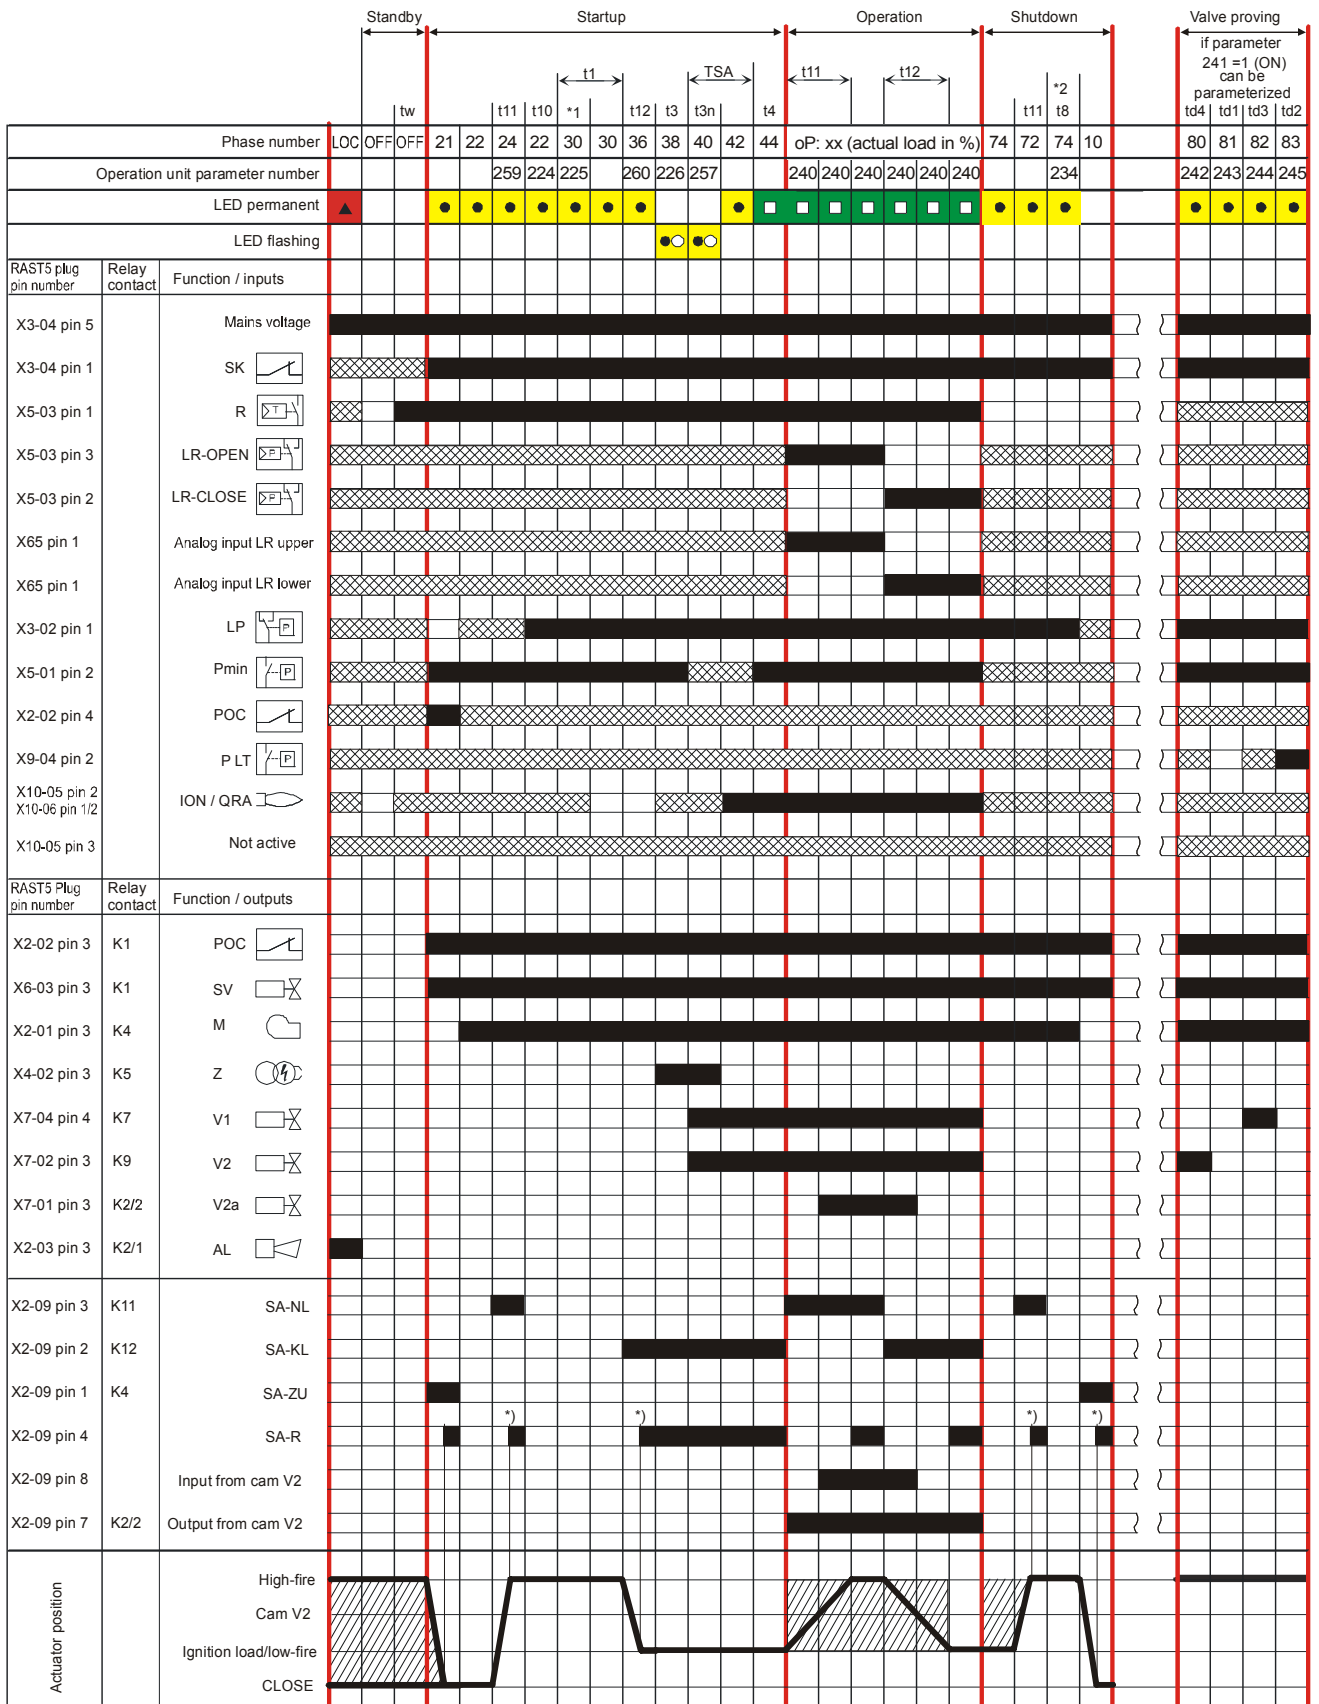 Standby Startup Operation Shutdown Valve proving
if parameter
241 =1 (ON)
can be
parameterized
t1 TSA t11 t12
*2
tw t11 t10 *1 t12 t3 t3n t4 t11 t8 td4 td1 td3 td2
Phase number LOC OFF OFF 21 22 24 22 30 30 36 38 40 42 44 oP: xx (actual load in %) 74 72 74 10 80 81 82 83
Operation unit parameter number 259 224 225 260 226 257 240 240 240 240 240 240 234 242 243 244 245
LED permanent
LED flashing
RAST5 plug pin number Relay contact Function / inputs
X3-04 pin 5 Mains voltage
X3-04 pin 1 SK
X5-03 pin 1 R T
X5-03 pin 3 LR-OPEN P
X5-03 pin 2 LR-CLOSE P
X65 pin 1 Analog input LR upper
X65 pin 1 Analog input LR lower
X3-02 pin 1 LP P
X5-01 pin 2 Pmin P
X2-02 pin 4 POC
X9-04 pin 2 P LT P
X10-05 pin 2
X10-06 pin 1/2 ION / QRA
X10-05 pin 3 Not active
RAST5 Plug pin number Relay contact Function / outputs
X2-02 pin 3 K1 POC
X6-03 pin 3 K1 SV
X2-01 pin 3 K4 M
X4-02 pin 3 K5 Z
X7-04 pin 4 K7 V1
X7-02 pin 3 K9 V2
X7-01 pin 3 K2/2 V2a
X2-03 pin 3 K2/1 AL
X2-09 pin 3 K11 SA-NL
X2-09 pin 2 K12 SA-KL
X2-09 pin 1 K4 SA-ZU
*) *) *) *)
X2-09 pin 4 SA-R
X2-09 pin 8 Input from cam V2
X2-09 pin 7 K2/2 Output from cam V2
Actuator position
High-fire
Cam V2
Ignition load/low-fire
CLOSE